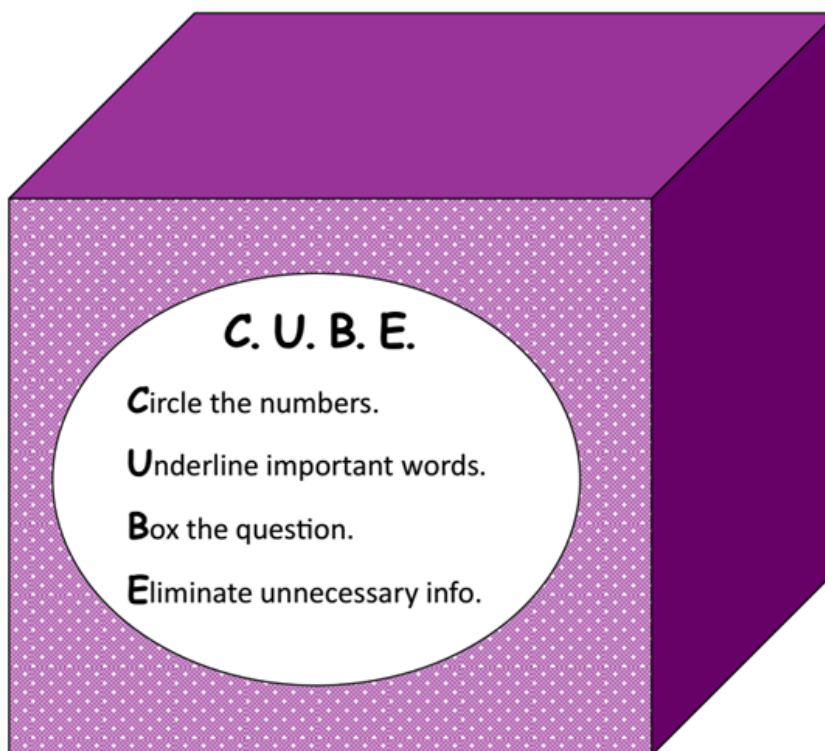 C. U. B. E.
Circle the numbers.
Underline important words.
Box the question.
Eliminate unnecessary info.